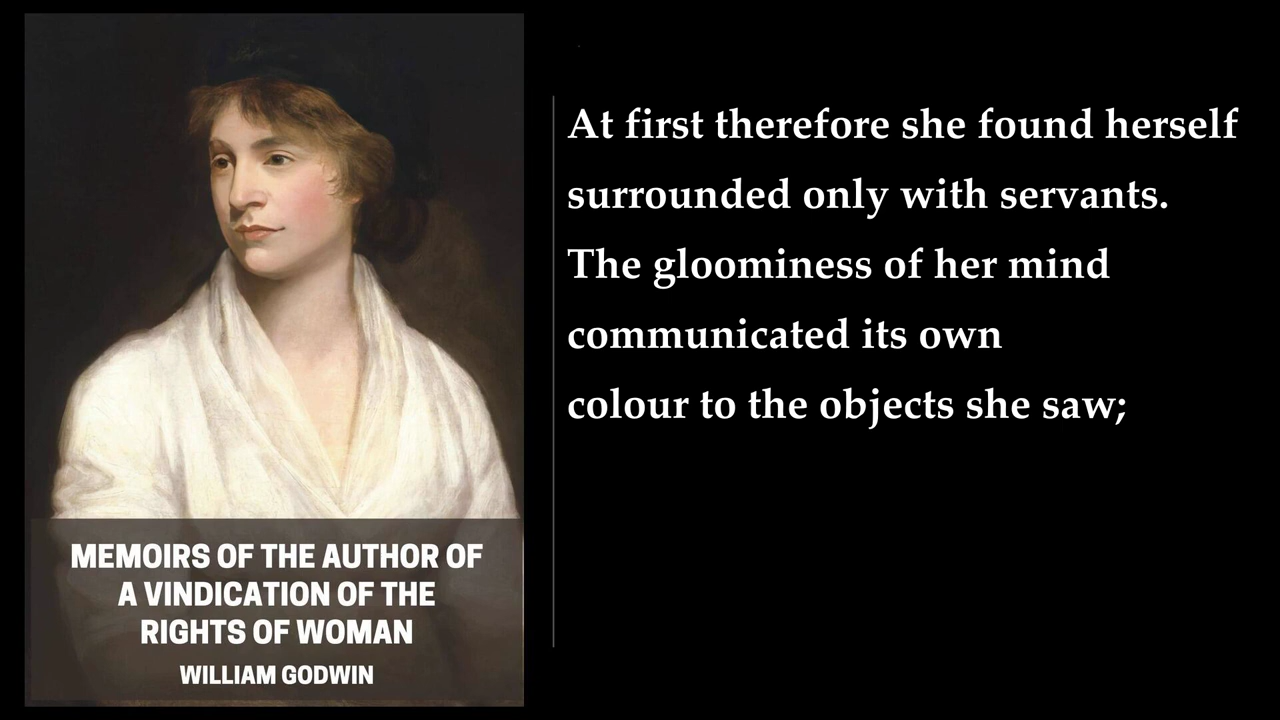 At first therefore she found herself
surrounded only with servants.
The gloominess of her mind
communicated its own
colour to the objects she saw;
MEMOIRS OF THE AUTHOR OF
A VINDICATION OF THE
RIGHTS OF WOMAN
WILLIAM GODWIN